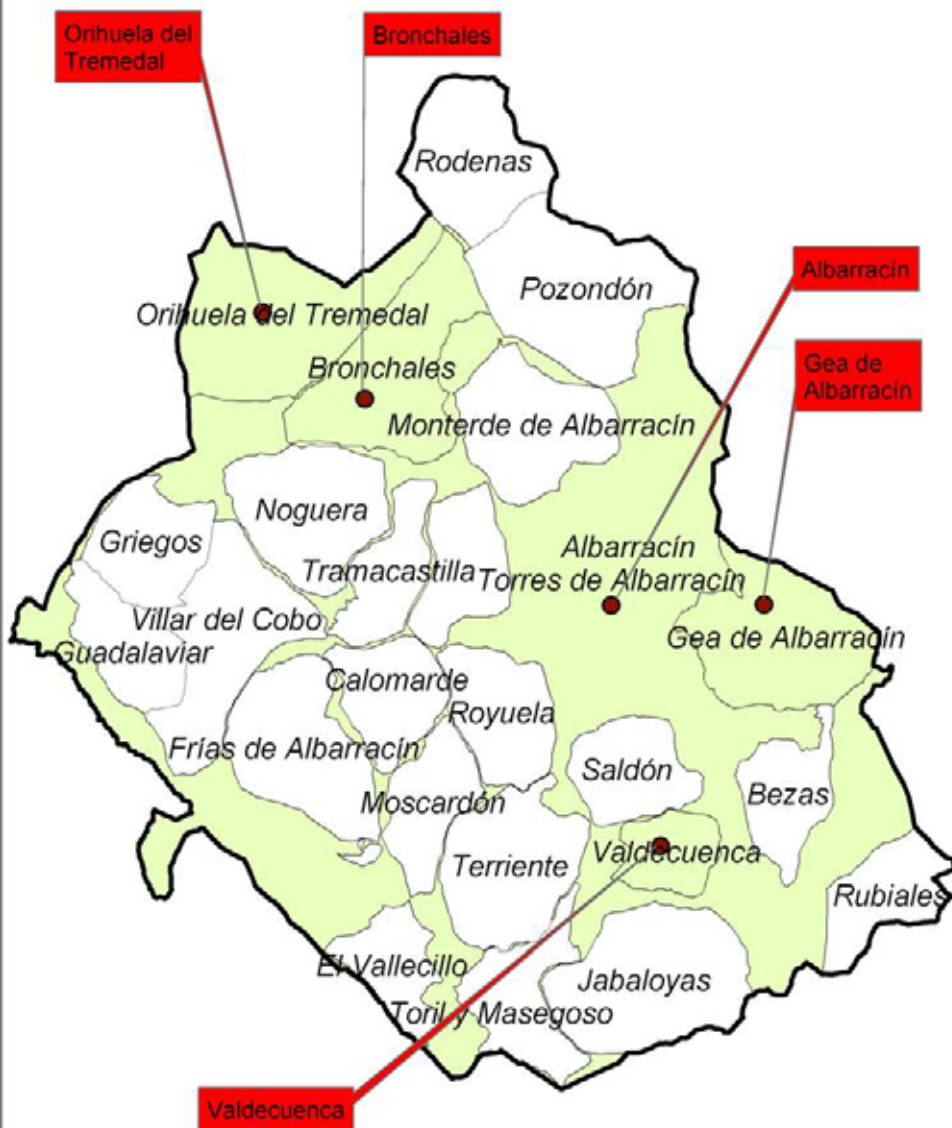 Orihuela del
Tremedal
Bronchales
Rodenas
Albarracín
Pozondón
Orihuela del Tremedal
Gea de
Albarracín
Bronchales
Monterde de Albarracín
Noguera
Griegos
Albarracín
Tramacastilla
Torres de Albarracín
Villar del Cobo
Gea de Albarracín
Guadalaviar
Calomarde
Royuela
Frías de Albarracín
Saldón
Bezas
Moscardón
Valdecuenca
Terriente
Rubiales
El Vallecillo
Jabaloyas
Toril y Masegoso
Valdecuenca